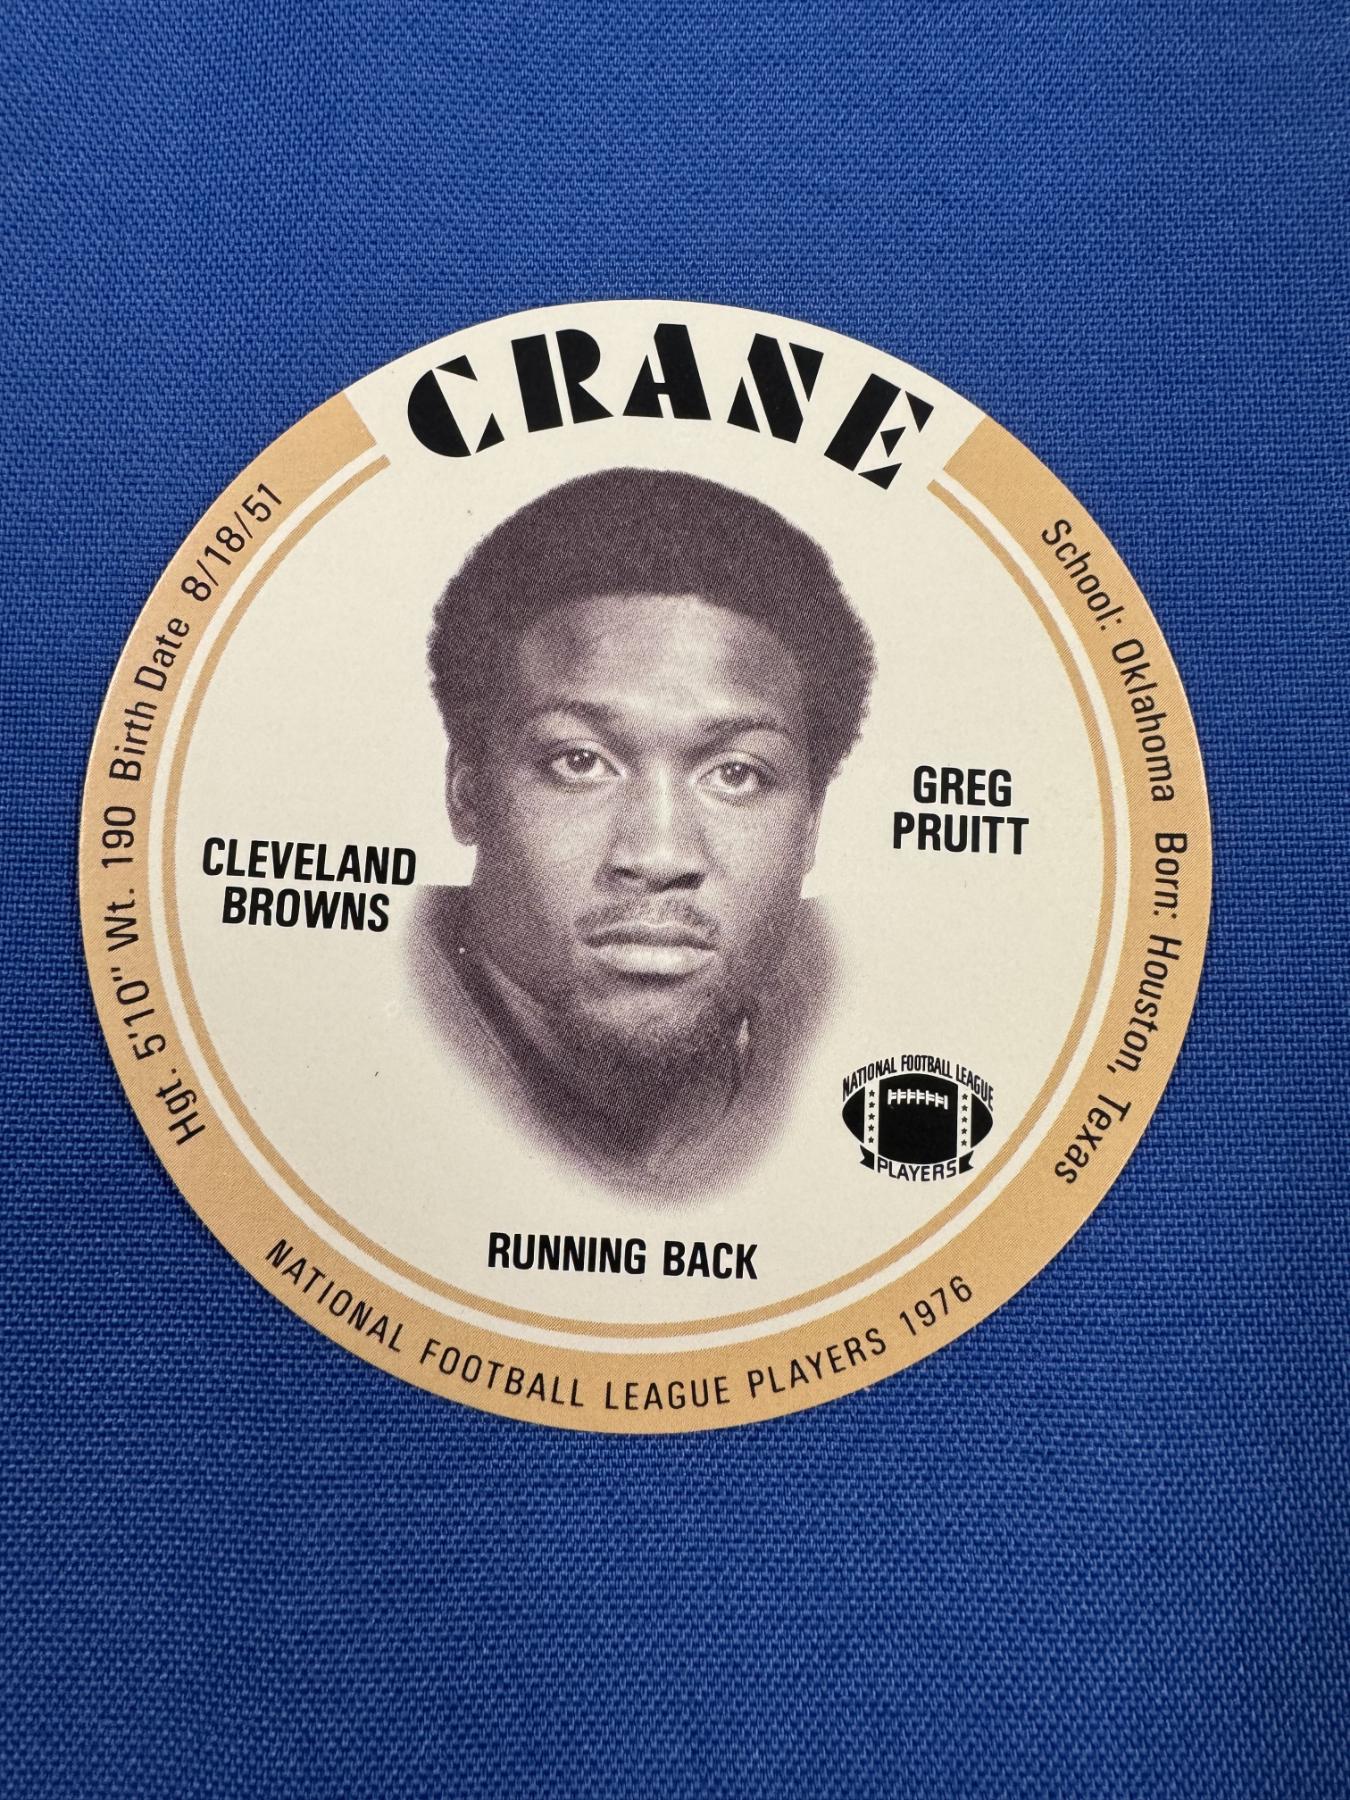 CRANE
Hgt. 5'10" Wt. 190 Birth Date 8/18/51
School: Oklahoma Born: Houston, Texas
GREG
PRUITT
CLEVELAND
BROWNS
NATIONAL FOOTBALL LEAGUE
PLAYERS
RUNNING BACK
NATIONAL FOOTBALL LEAGUE PLAYERS 1976